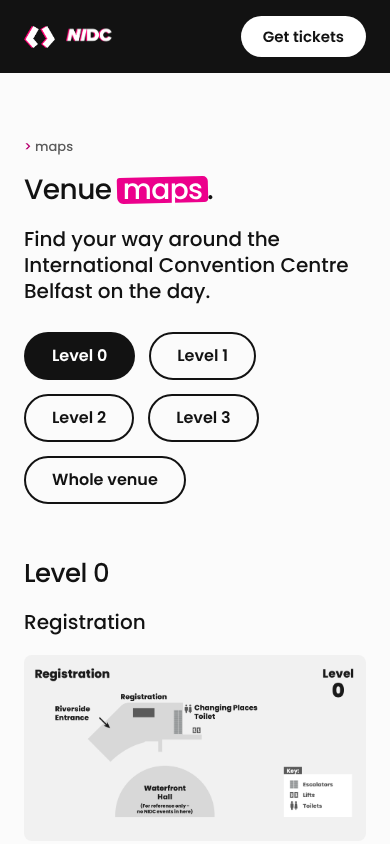 NIDC
Get tickets
> maps
Venue maps.
Find your way around the
International Convention Centre
Belfast on the day.
Level 0
Level 1
Level 2
Level 3
Whole venue
Level 0
Registration
Registration
Level
0
Registration
Riverside
Entrance
Changing Places
Toilet
Waterfront
Hall
(For reference only –
no NIDC events in here)
Key:
Escalators
Lifts
Toilets